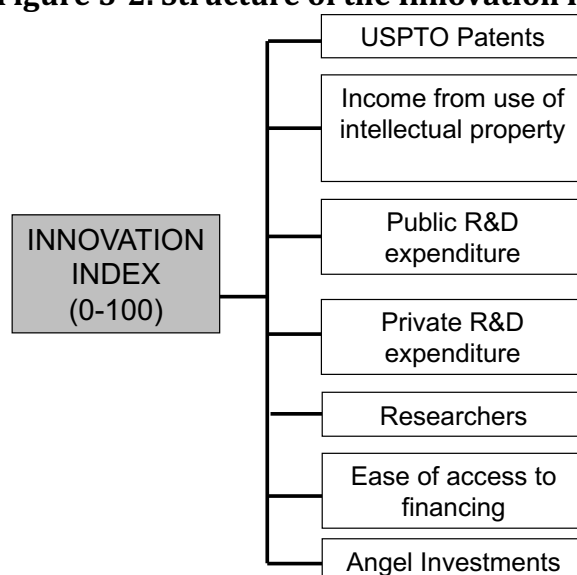 Figure 3-2. Structure of the Innovation I
USPTO Patents
Income from use of
intellectual property
Public R&D
expenditure
INNOVATION
INDEX
(0-100)
Private R&D
expenditure
Researchers
Ease of access to
financing
Angel Investments